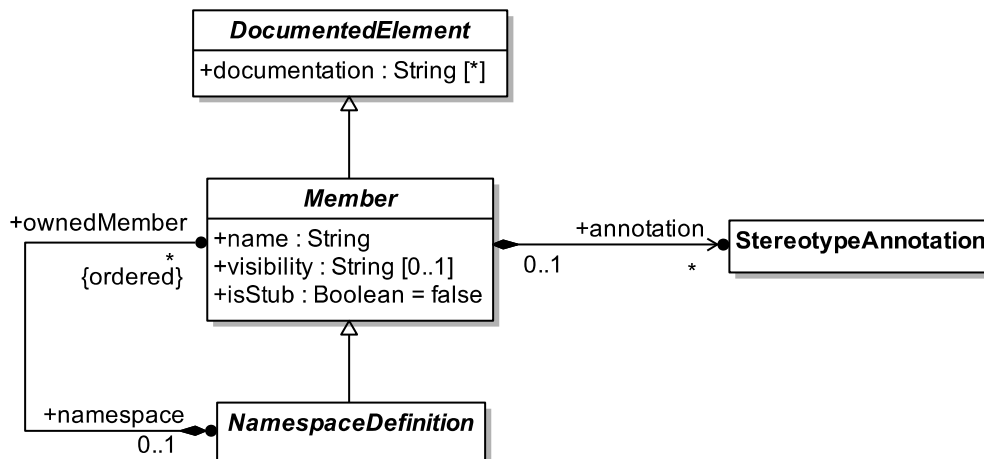 DocumentedElement
+documentation : String [*]
Member
+name : String
+visibility : String [0..1]
+isStub : Boolean = false
+ownedMember
*
{ordered}
+annotation
0..1
*
StereotypeAnnotation
+namespace
0..1
NamespaceDefinition